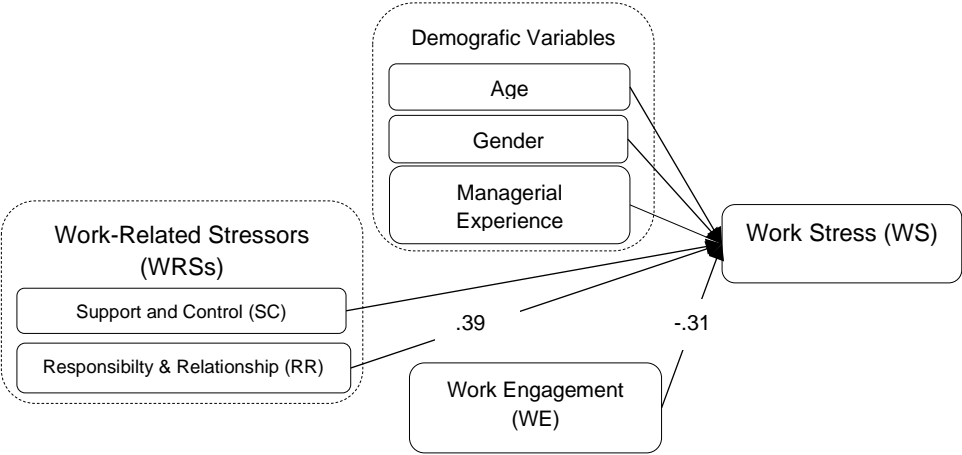 Demografic Variables
Age
Gender
Managerial
Experience
Work-Related Stressors
(WRSs)
Support and Control (SC)
Responsibilty & Relationship (RR)
Work Stress (WS)
.39
-.31
Work Engagement
(WE)